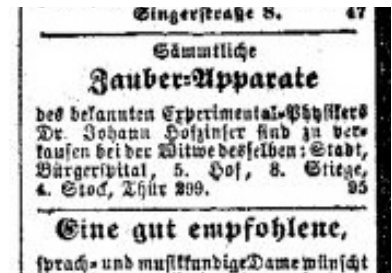 Singerstraße 8. 47
Sämmtliche
Zauber-Apparate
des bekannten Experimental-Physikers
Dr. Johann Hofzinser sind zu ver-
kaufen bei der Witwe desselben: Stadt,
Bürgerspital, 5. Hof, 8. Stiege,
4. Stock, Thür 299. 95
Eine gut empfohlene,
sprach- und musikkundige Dame wünscht